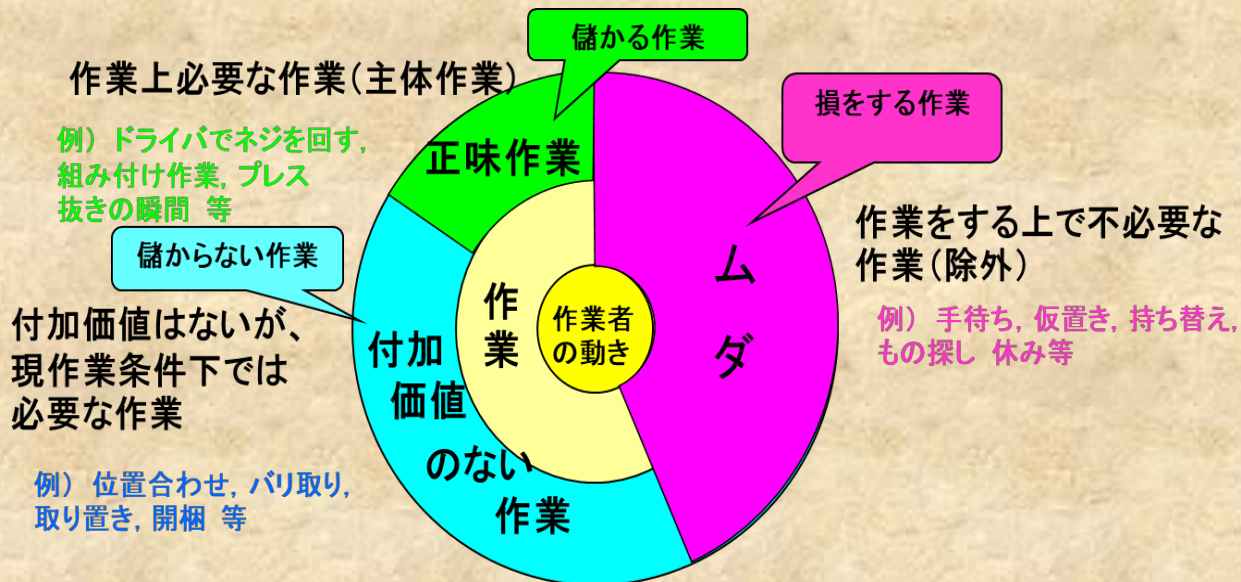 儲かる作業
作業上必要な作業(主体作業)
例) ドライバでネジを回す,
組み付け作業, プレス
抜きの瞬間 等
正味作業
損をする作業
作業をする上で不必要な
作業(除外)
例) 手待ち, 仮置き, 持ち替え,
もの探し 休み等
ム
ダ
儲からない作業
付加価値はないが、
現作業条件下では
必要な作業
例) 位置合わせ, バリ取り,
取り置き, 開梱 等
作
業
作業者
の動き
付加
価値
のない
作業